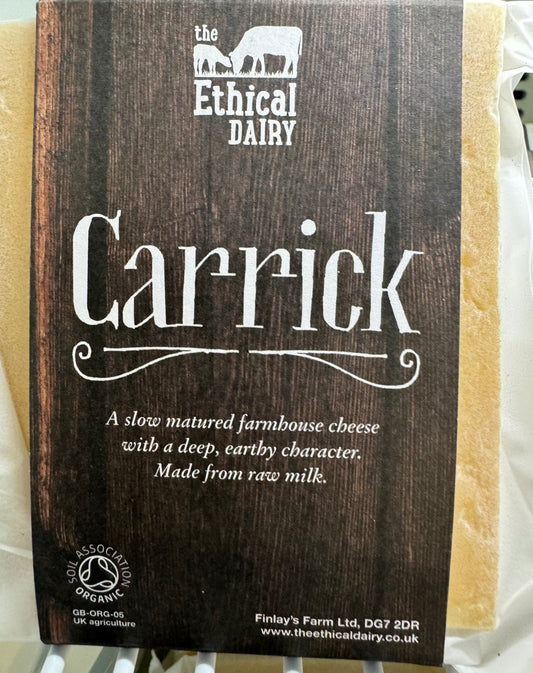 the
Ethical
DAIRY
Carrick
A slow matured farmhouse cheese
with a deep, earthy character.
Made from raw milk.
SOIL ASSOCIATION
ORGANIC
GB-ORG-05
UK agriculture
Finlay's Farm Ltd, DG7 2DR
www.theethicaldairy.co.uk